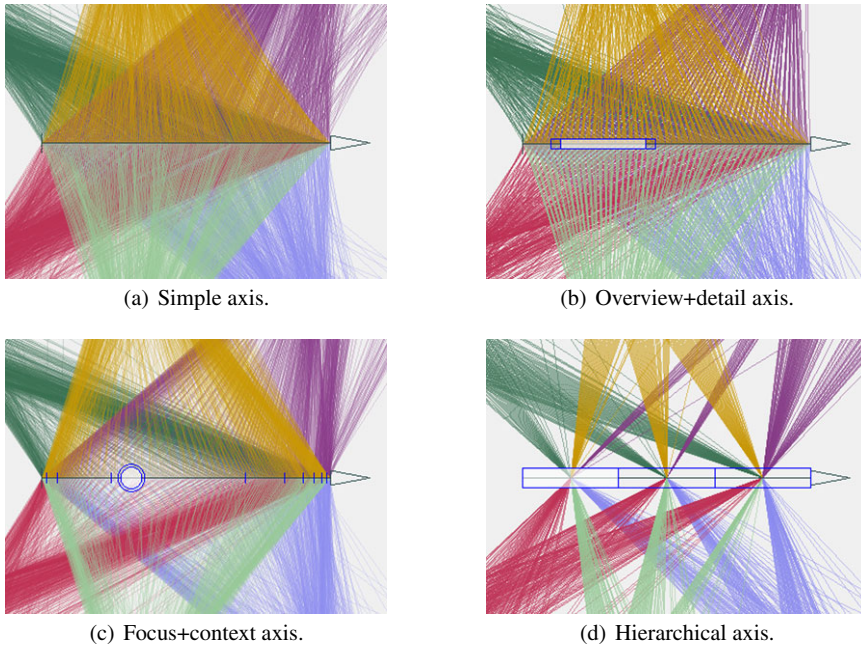 (a) Simple axis.
(b) Overview+detail axis.
(c) Focus+context axis.
(d) Hierarchical axis.